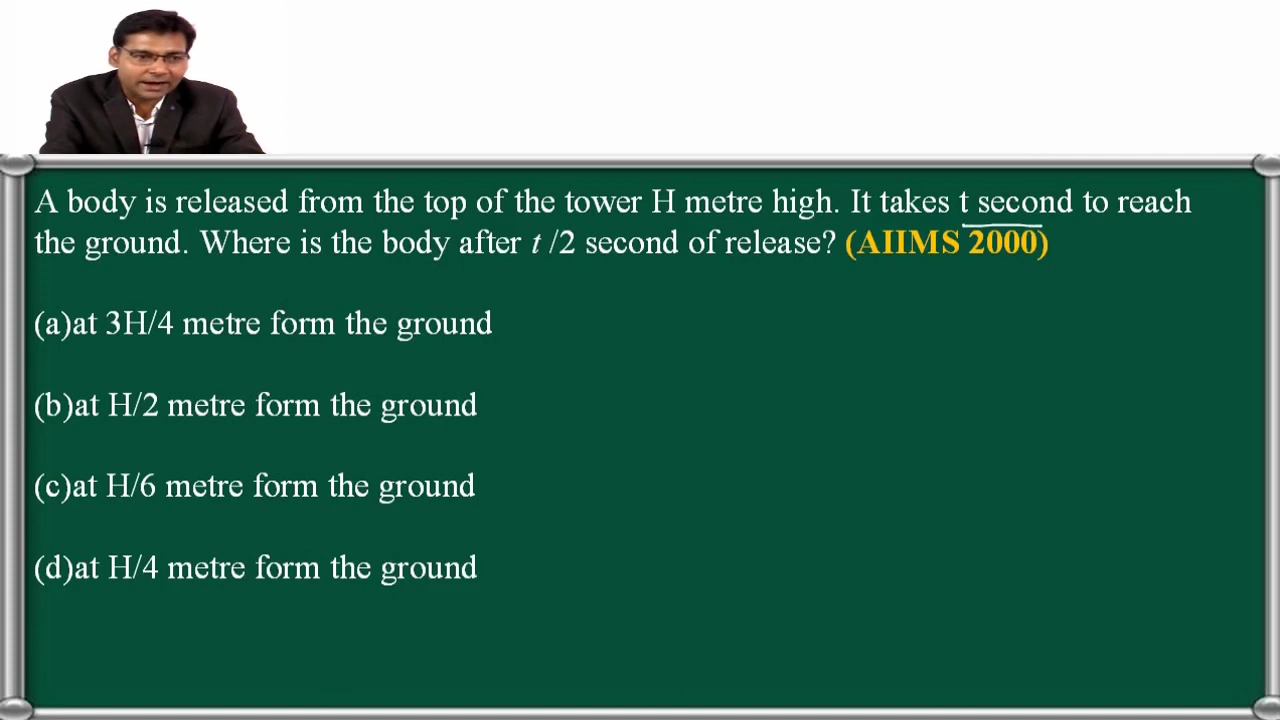 A body is released from the top of the tower H metre high. It takes t second to reach
the ground. Where is the body after t /2 second of release? (AIIMS 2000)
(a)at 3H/4 metre form the ground
(b)at H/2 metre form the ground
(c)at H/6 metre form the ground
(d)at H/4 metre form the ground